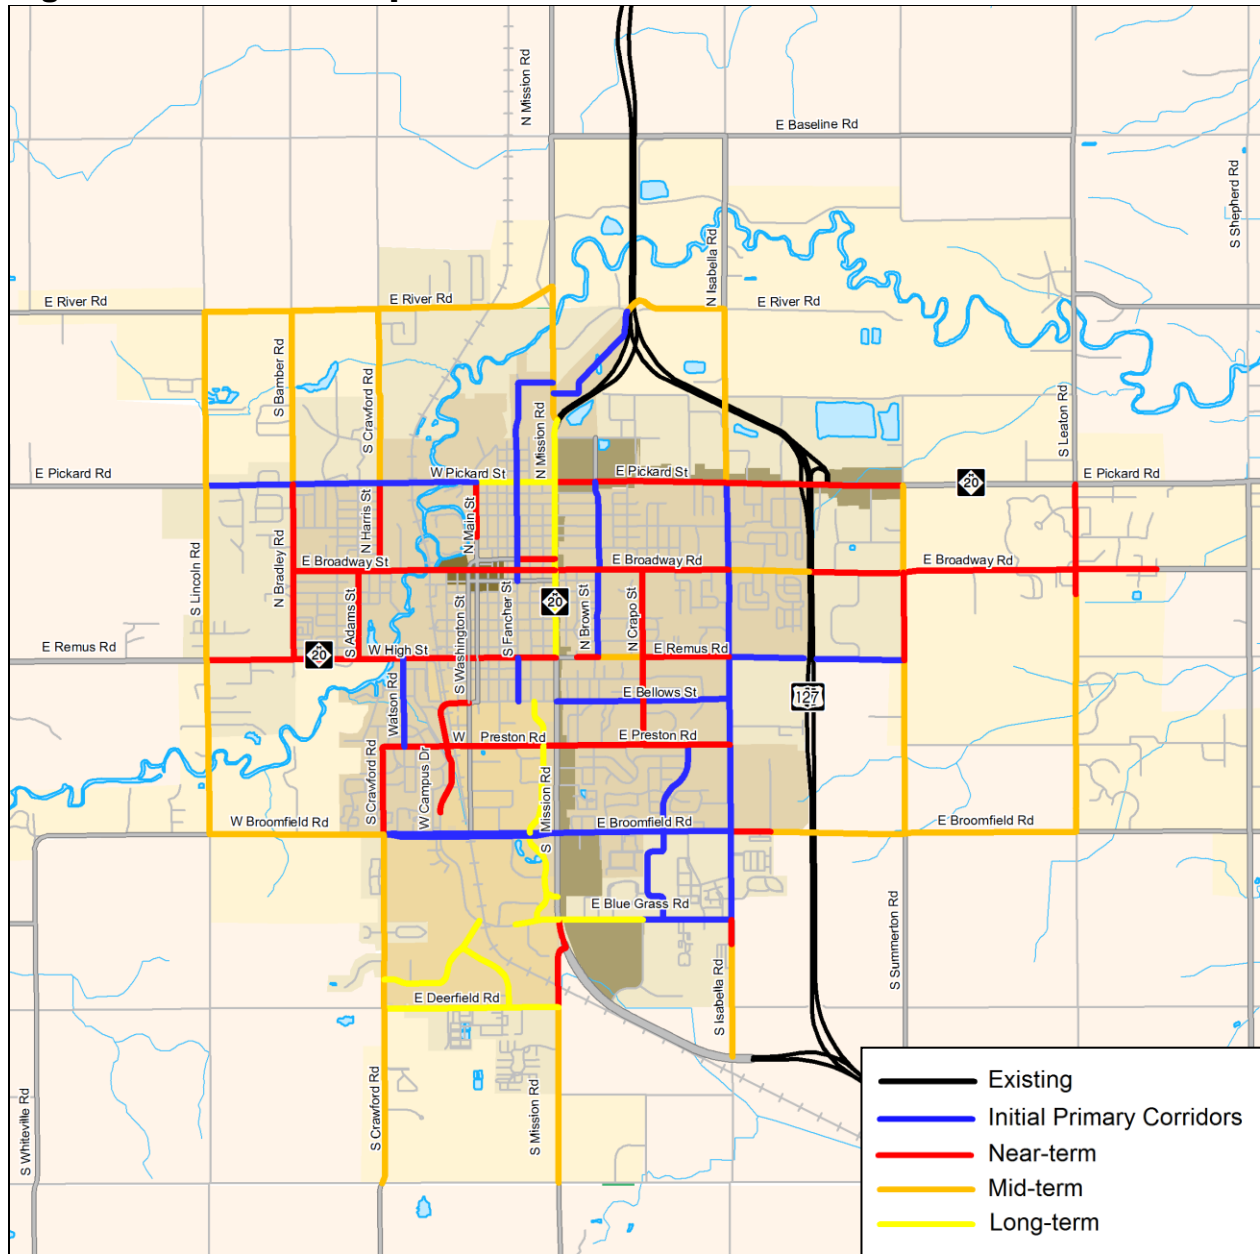 N Mission Rd
E Baseline Rd
S Shepherd Rd
N Isabella Rd
E River Rd
E River Rd
E River Rd
S Bamber Rd
S Crawford Rd
N Mission Rd
S Leaton Rd
E Pickard Rd
W Pickard St
E Pickard St
20
E Pickard Rd
N Harris St
N Main St
N Bradley Rd
S Lincoln Rd
E Broadway St
E Broadway Rd
E Broadway Rd
S Adams St
S Washington St
S Fancher St
20
N Brown St
N Crapo St
E Remus Rd
20
W High St
E Remus Rd
Watson Rd
E Bellows St
127
W Preston Rd
E Preston Rd
S Crawford Rd
W Campus Dr
S Mission Rd
W Broomfield Rd
E Broomfield Rd
E Broomfield Rd
E Blue Grass Rd
S Summerton Rd
S Isabella Rd
E Deerfield Rd
S Whiteville Rd
S Crawford Rd
S Mission Rd
Existing
Initial Primary Corridors
Near-term
Mid-term
Long-term